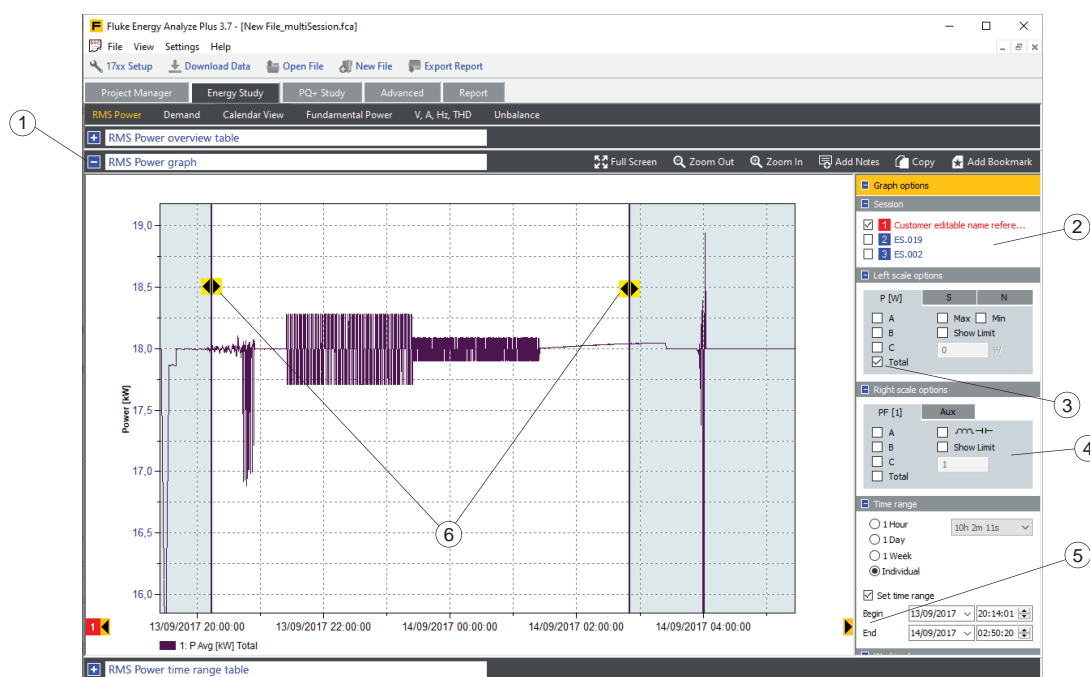 Fluke Energy Analyze Plus 3.7 - [New File_multiSession.fca]
File View Settings Help
17xx Setup Download Data Open File New File Export Report
Project Manager Energy Study PQ+ Study Advanced Report
RMS Power Demand Calendar View Fundamental Power V, A, Hz, THD Unbalance
1
RMS Power overview table
RMS Power graph Full Screen Zoom Out Zoom In Add Notes Copy Add Bookmark
Graph options
Session
1 Customer editable name refere...
2 ES.019
3 ES.002
2
Left scale options
P [W] S N
A Max Min
B Show Limit
C 0 W
Total
3
Right scale options
PF [1] Aux
A
B Show Limit
C 1
Total
4
Time range
1 Hour 10h 2m 11s
1 Day
1 Week
Individual
5
Set time range
Begin 13/09/2017 20:14:01
End 14/09/2017 02:50:20
19,0
18,5
18,0
17,5
17,0
16,5
16,0
Power [kW]
6
1
13/09/2017 20:00:00 13/09/2017 22:00:00 14/09/2017 00:00:00 14/09/2017 02:00:00 14/09/2017 04:00:00
1: P Avg [kW] Total
RMS Power time range table